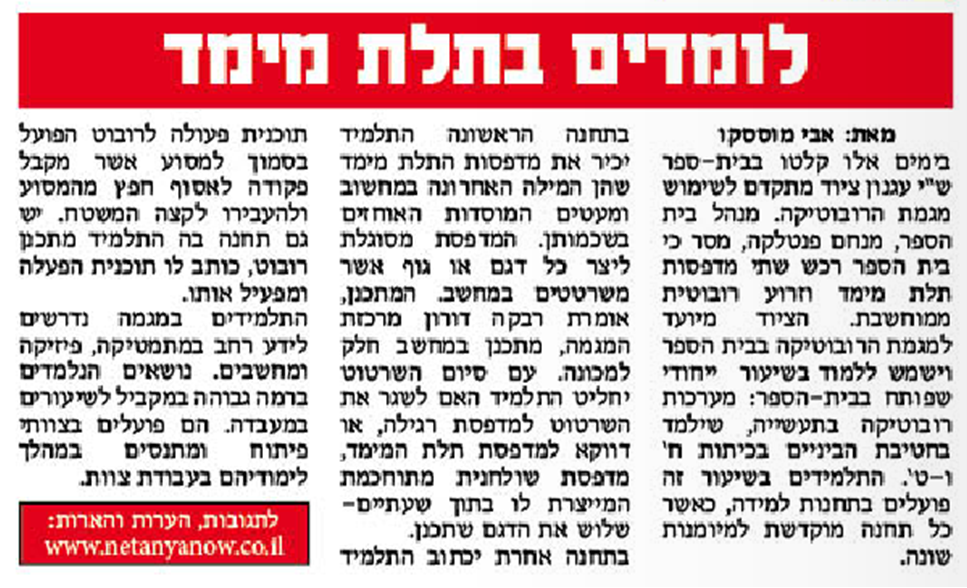 לומדים בתלת מימד
מאת: אבי מוססקו
בימים אלו קלטו בבית-ספר
ש"י עגנון ציוד מתקדם לשימוש
מגמת הרובוטיקה. מנהל בית
הספר, מנחם פנטלקה, מסר כי
בית הספר רכש שתי מדפסות
תלת מימד וזרוע רובוטית
ממוחשבת. הציוד מיועד
למגמת הרובוטיקה בבית הספר
וישמש ללמוד בשיעור ייחודי
שפותח בבית-הספר: מערכות
רובוטיקה בתעשייה, שילמד
בחטיבת הביניים בכיתות ח'
ו-ט'. התלמידים בשיעור זה
פועלים בתחנות למידה, כאשר
כל תחנה מוקדשת למיומנות
שונה.
בתחנה הראשונה התלמיד
יכיר את מדפסות התלת מימד
שהן המילה האחרונה במחשוב
ומעטים המוסדות האוחזים
בשכמותן. המדפסת מסוגלת
ליצר כל דגם או גוף אשר
משרטטים במחשב. המתכנן,
אומרת רבקה דורון מרכזת
המגמה, מתכנן במחשב חלק
למכונה. עם סיום השרטוט
יחליט התלמיד האם לשגר את
השרטוט למדפסת רגילה, או
דווקא למדפסת תלת המימד,
מדפסת שולחנית מתוחכמת
המייצרת לו בתוך שעתיים-
שלוש את הדגם שתכנן.
בתחנה אחרת יכתוב התלמיד
תוכנית פעולה לרובוט הפועל
בסמוך למסוע אשר מקבל
פקודה לאסוף חפץ מהמסוע
ולהעבירו לקצה המשטח. יש
גם תחנה בה התלמיד מתכנן
רובוט, כותב לו תוכנית הפעלה
ומפעיל אותו.
התלמידים במגמה נדרשים
לידע רחב במתמטיקה, פיזיקה
ומחשבים. נושאים הנלמדים
ברמה גבוהה במקביל לשיעורים
במעבדה. הם פועלים בצוותי
פיתוח ומתנסים במהלך
לימודיהם בעבודת צוות.
לתגובות, הערות והארות:
www.netanyanow.co.il